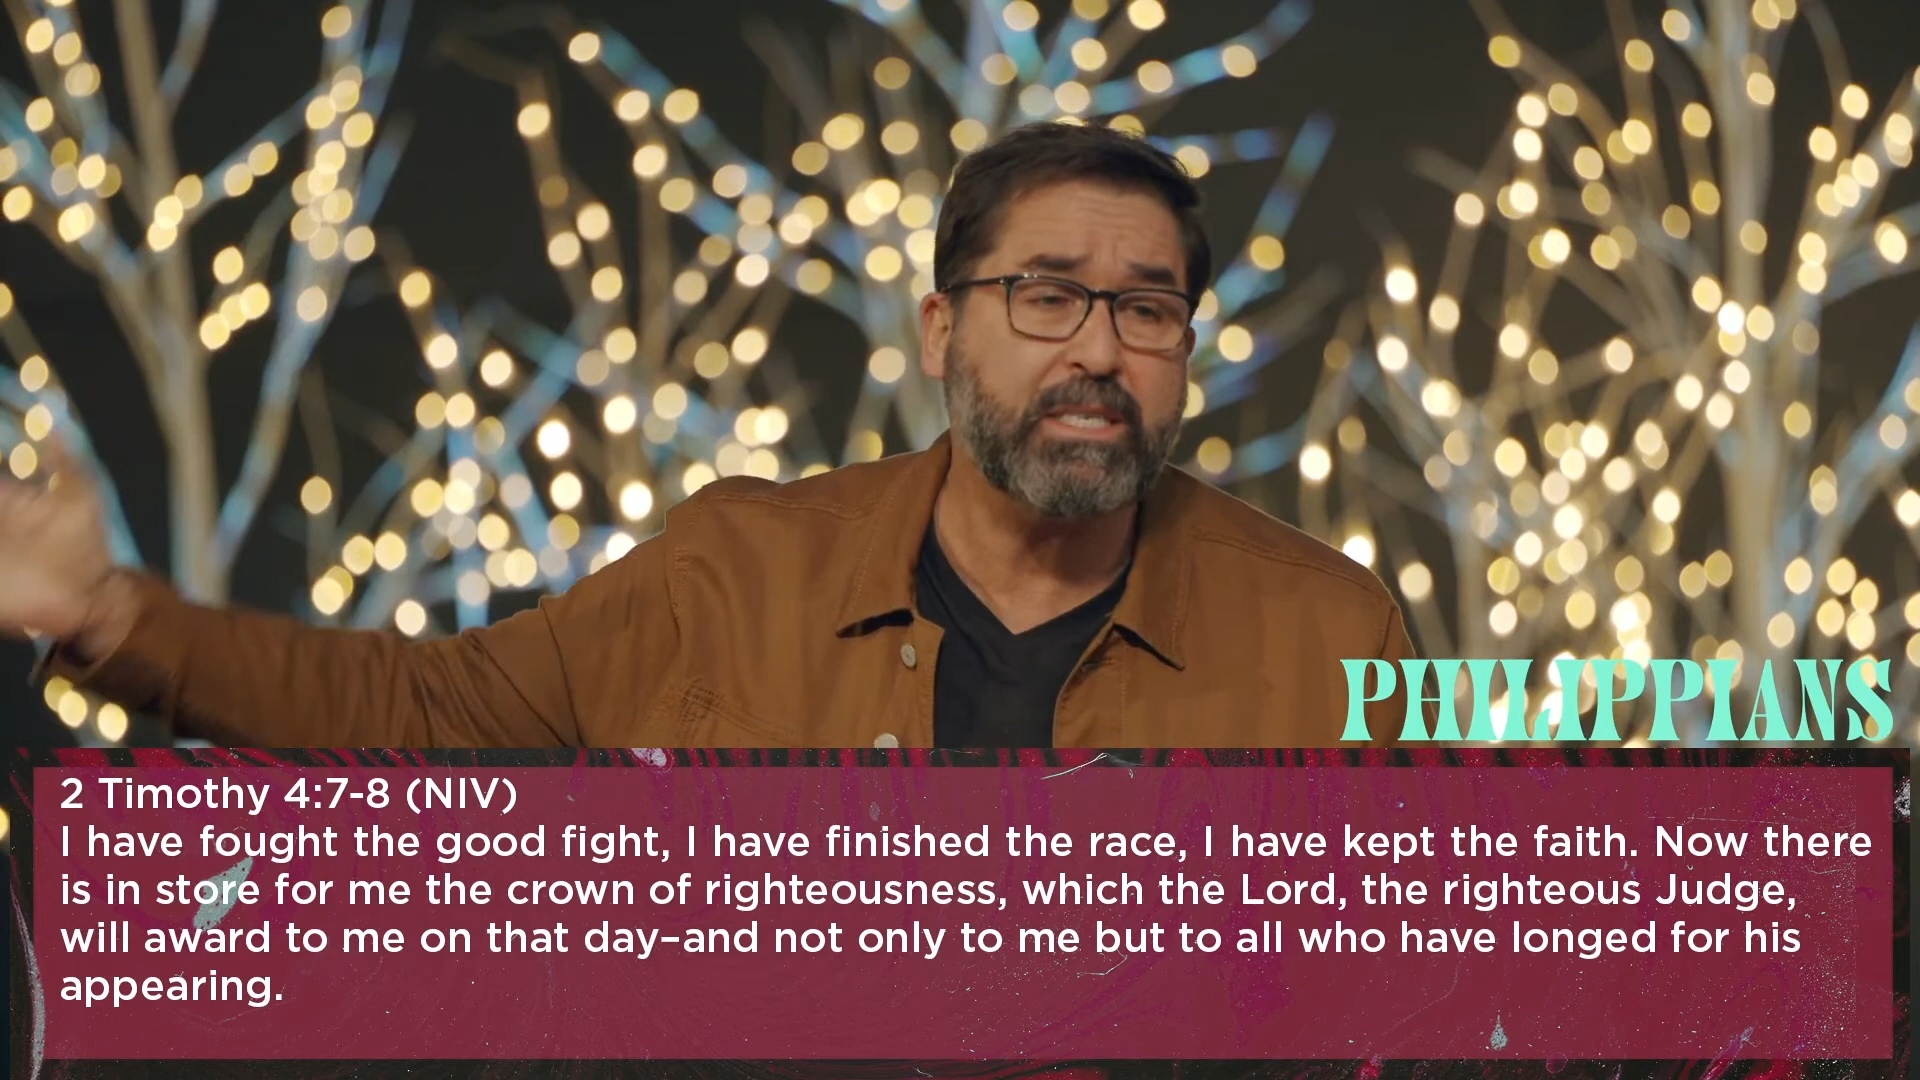 PHILIPPIANS
2 Timothy 4:7-8 (NIV)
I have fought the good fight, I have finished the race, I have kept the faith. Now there
is in store for me the crown of righteousness, which the Lord, the righteous Judge,
will award to me on that day–and not only to me but to all who have longed for his
appearing.